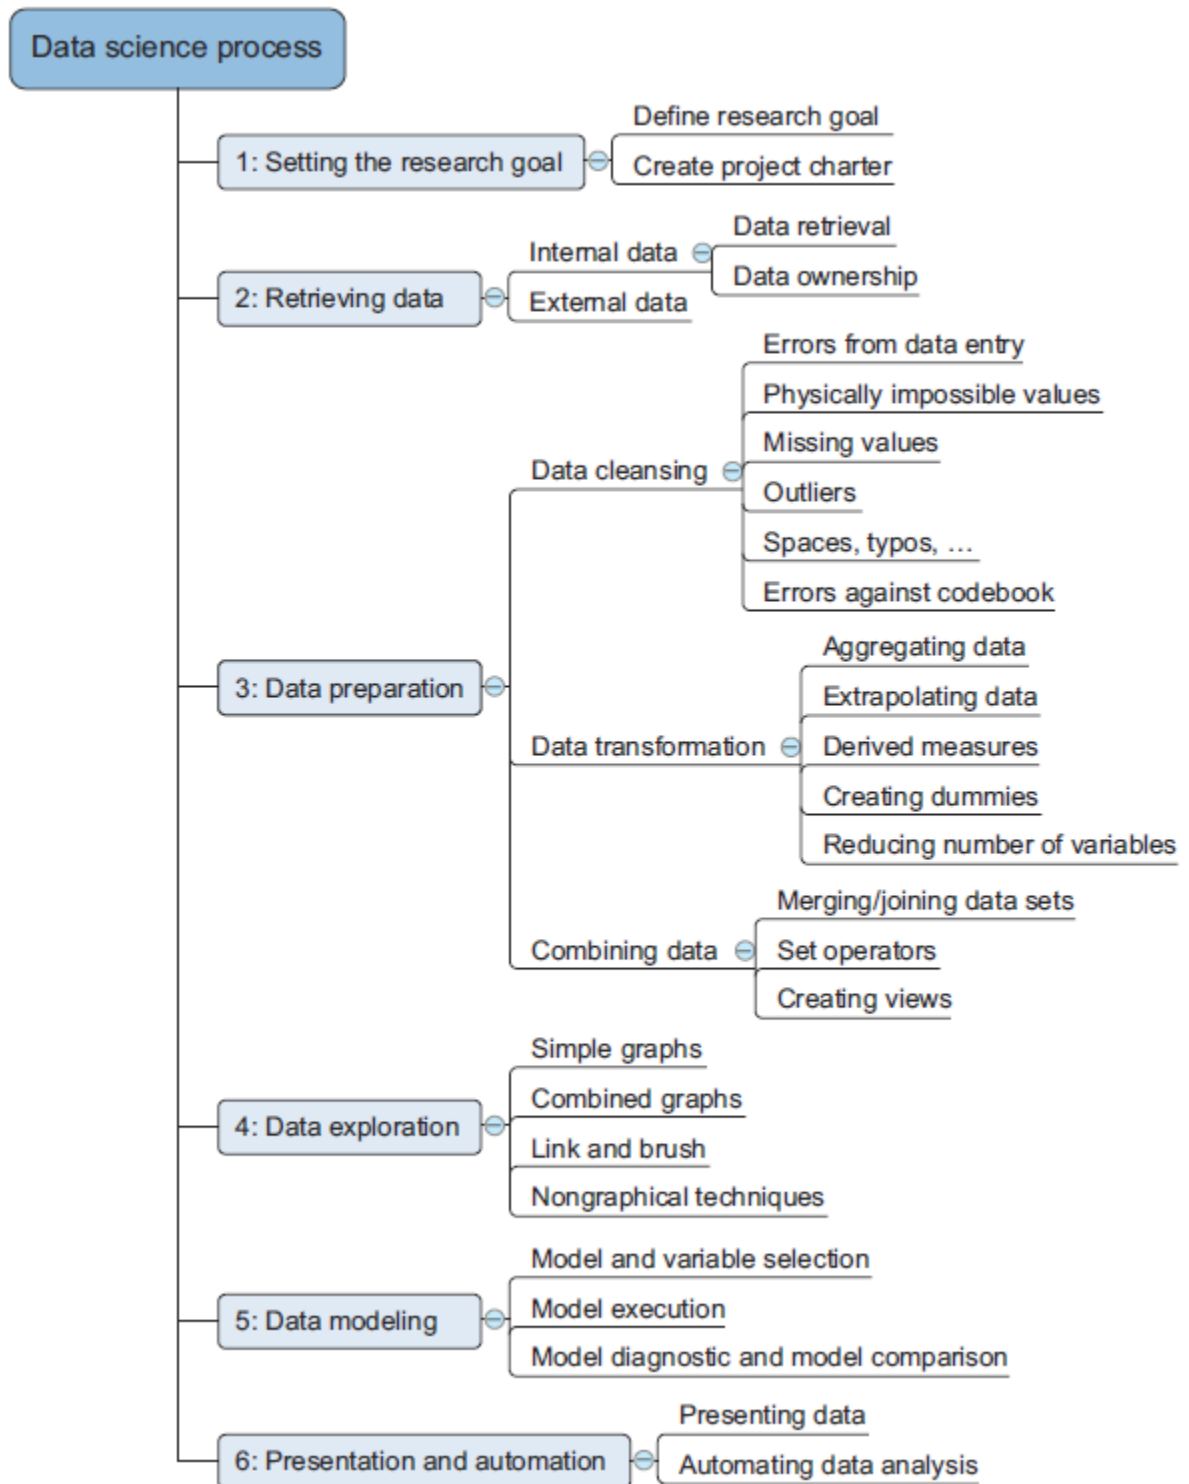 Data science process
1: Setting the research goal
Define research goal
Create project charter
2: Retrieving data
Internal data
Data retrieval
Data ownership
External data
3: Data preparation
Data cleansing
Errors from data entry
Physically impossible values
Missing values
Outliers
Spaces, typos, …
Errors against codebook
Data transformation
Aggregating data
Extrapolating data
Derived measures
Creating dummies
Reducing number of variables
Combining data
Merging/joining data sets
Set operators
Creating views
4: Data exploration
Simple graphs
Combined graphs
Link and brush
Nongraphical techniques
5: Data modeling
Model and variable selection
Model execution
Model diagnostic and model comparison
6: Presentation and automation
Presenting data
Automating data analysis